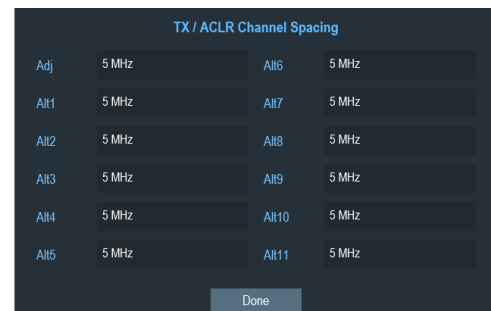 TX / ACLR Channel Spacing
Adj 5 MHz Alt6 5 MHz
Alt1 5 MHz Alt7 5 MHz
Alt2 5 MHz Alt8 5 MHz
Alt3 5 MHz Alt9 5 MHz
Alt4 5 MHz Alt10 5 MHz
Alt5 5 MHz Alt11 5 MHz
Done